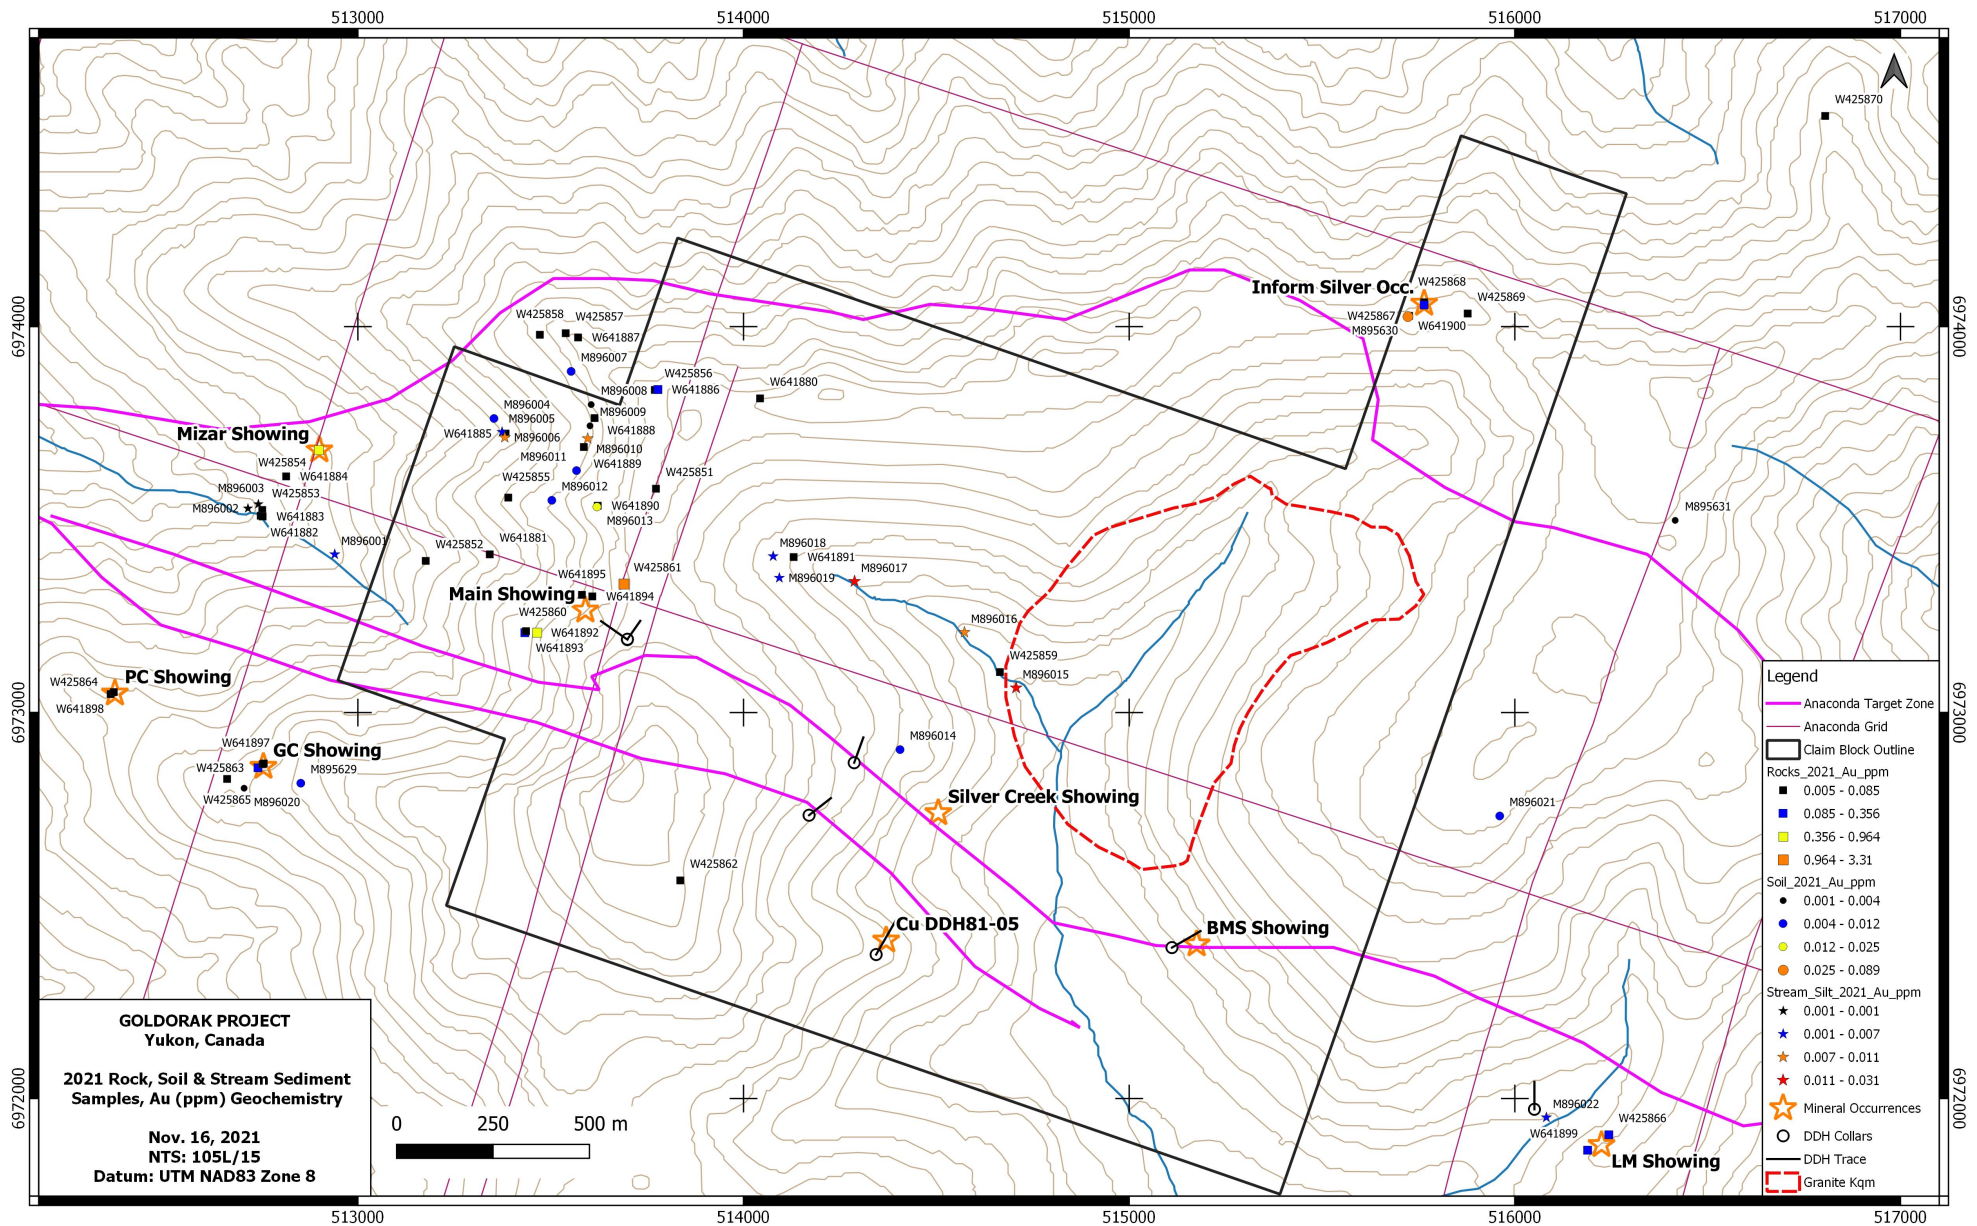 513000
514000
515000
516000
517000
W425870
6974000
6974000
Inform Silver Occ.
W425868
W425869
W425867
M895630
W641900
W425858
W425857
W641887
M896007
W425856
M896008
W641886
W641880
M896004
M896009
M896005
W641885
M896006
W641888
M896010
M896011
W641889
Mizar Showing
W425854
W641884
M896003
W425853
M896002
W641883
W641882
M896001
W425855
M896012
W425851
W641890
M896013
W641881
W425852
M895631
M896018
W641891
M896019
M896017
W641895
W425861
Main Showing
W641894
W425860
W641892
W641893
M896016
W425859
M896015
PC Showing
W425864
W641898
6973000
6973000
W641897
GC Showing
W425863
M895629
W425865
M896020
M896014
Silver Creek Showing
M896021
W425862
Cu DDH81-05
BMS Showing
6972000
6972000
M896022
W641899
W425866
LM Showing
Legend
Anaconda Target Zone
Anaconda Grid
Claim Block Outline
Rocks_2021_Au_ppm
0.005 - 0.085
0.085 - 0.356
0.356 - 0.964
0.964 - 3.31
Soil_2021_Au_ppm
0.001 - 0.004
0.004 - 0.012
0.012 - 0.025
0.025 - 0.089
Stream_Silt_2021_Au_ppm
0.001 - 0.001
0.001 - 0.007
0.007 - 0.011
0.011 - 0.031
Mineral Occurrences
DDH Collars
DDH Trace
Granite Kqm
GOLDORAK PROJECT
Yukon, Canada
2021 Rock, Soil & Stream Sediment
Samples, Au (ppm) Geochemistry
Nov. 16, 2021
NTS: 105L/15
Datum: UTM NAD83 Zone 8
0
250
500 m
513000
514000
515000
516000
517000